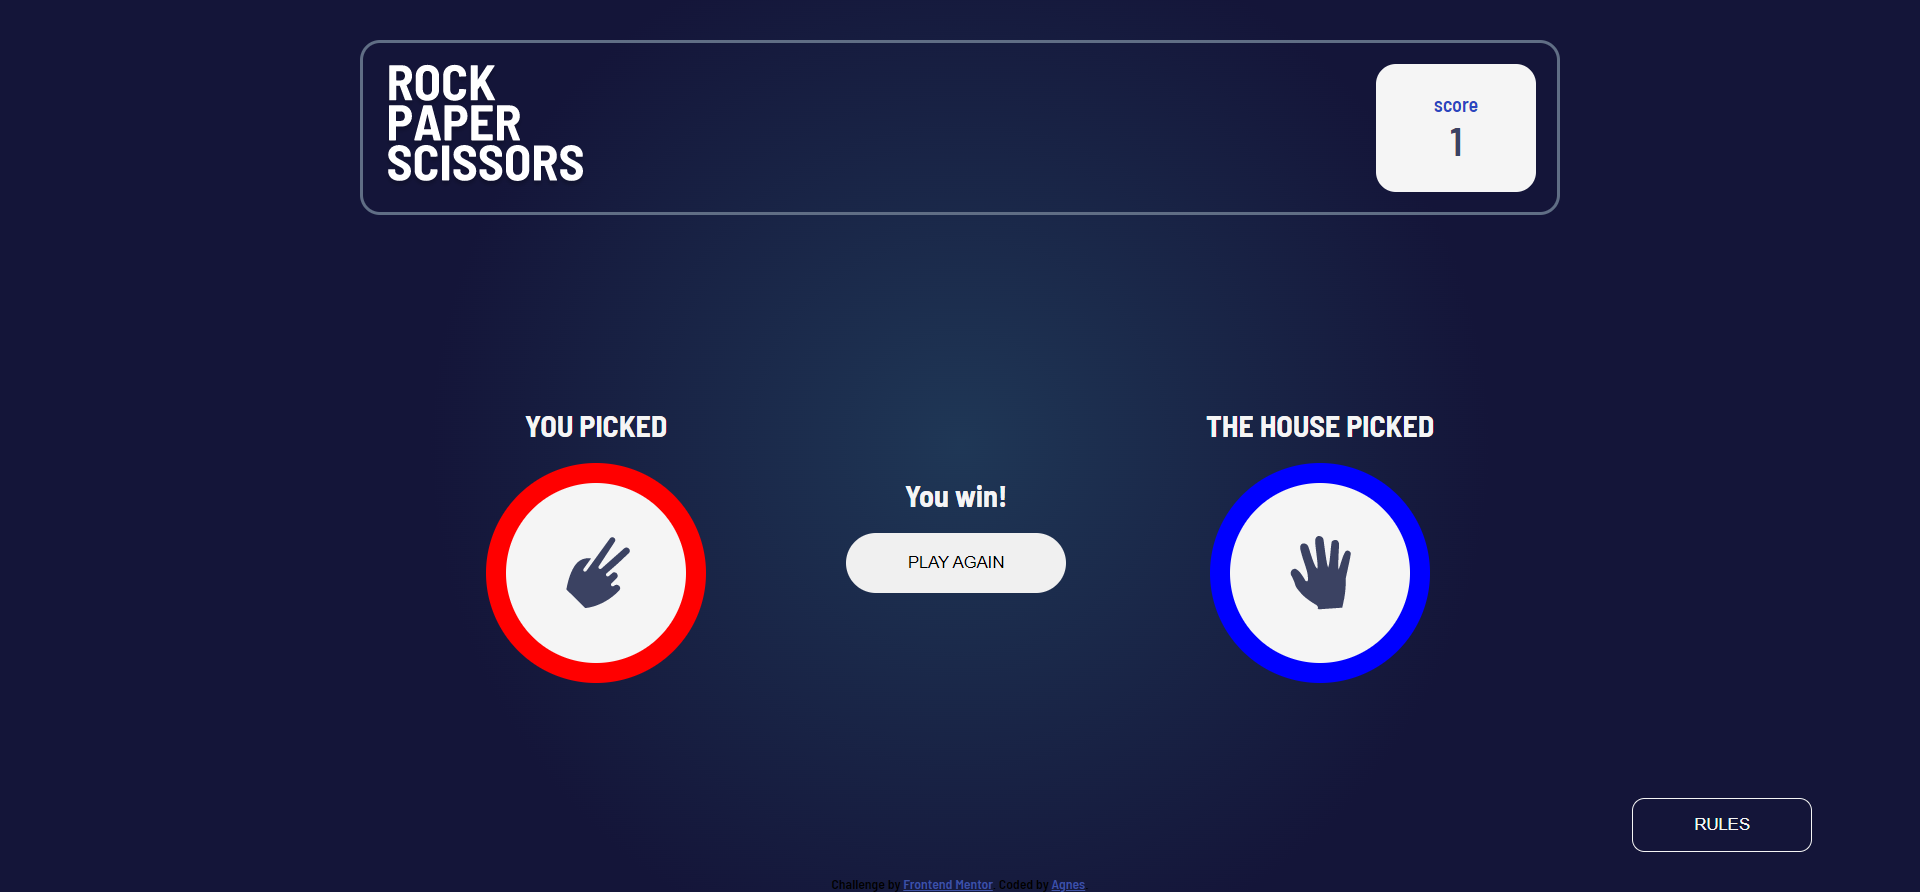 ROCK
PAPER
SCISSORS
score
1
YOU PICKED
THE HOUSE PICKED
You win!
PLAY AGAIN
RULES
Challenge by Frontend Mentor. Coded by Agnes.